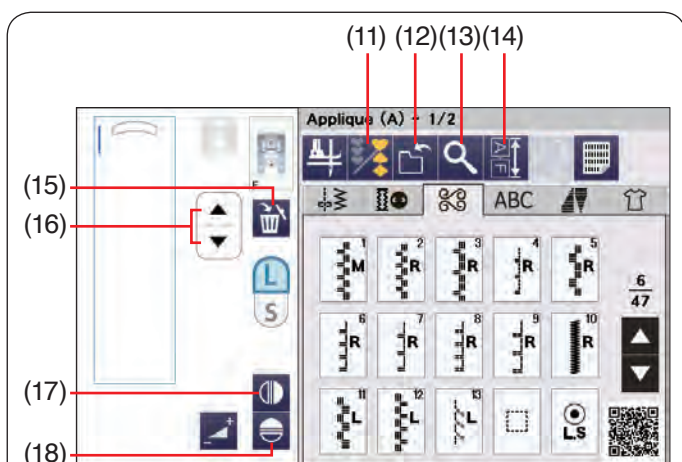 (11) (12)(13)(14)
Applique (A) - 1/2
F
A F
(15)
(16)
ABC
1 M 2 R 3 R 4 R 5 R
6
47
L
S
6 R 7 R 8 R 9 R 10 R
(17)
11 L 12 L 13 L L.S
(18)